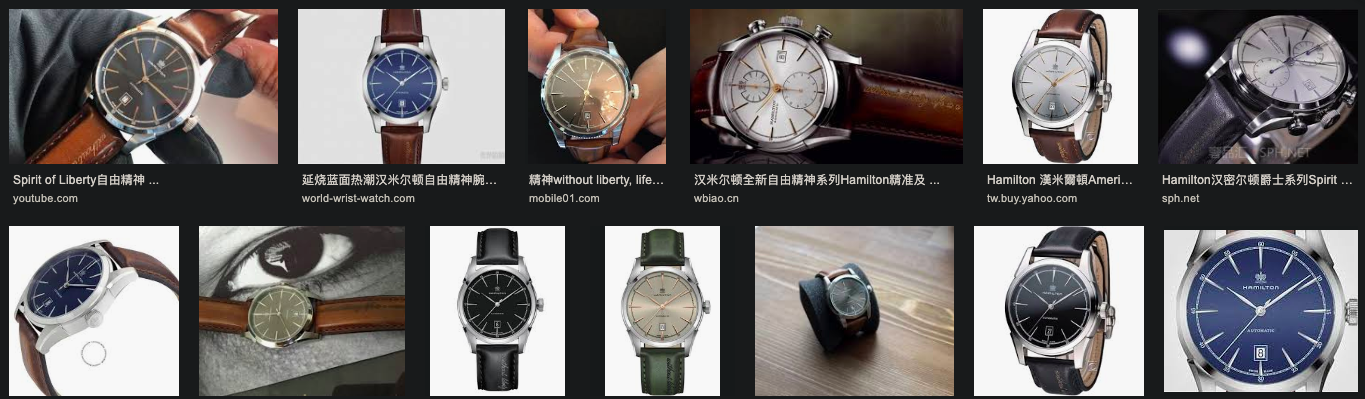 Spirit of Liberty自由精神 ...
youtube.com
延烧蓝面热潮汉米尔顿自由精神腕…
world-wrist-watch.com
精神without liberty, life…
mobile01.com
汉米尔顿全新自由精神系列Hamilton精准及 ...
wbiao.cn
Hamilton 漢米爾頓Ameri…
tw.buy.yahoo.com
SPH.NET
Hamilton汉密尔顿爵士系列Spirit …
sph.net
HAMILTON
AUTOMATIC